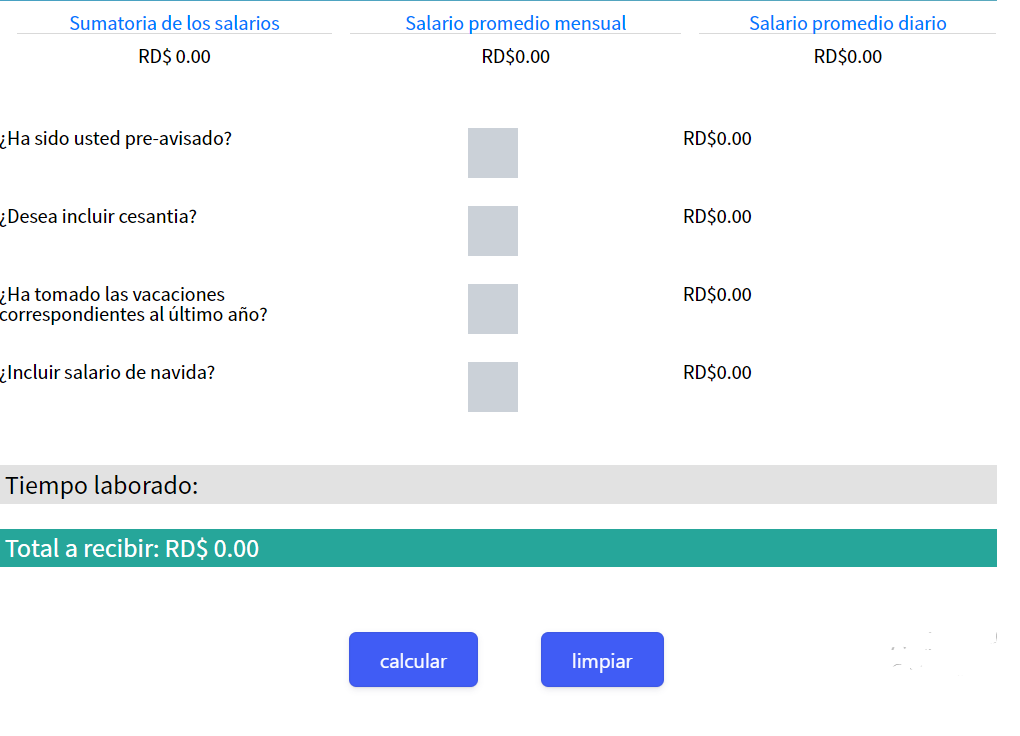 Sumatoria de los salarios Salario promedio mensual Salario promedio diario
RD$ 0.00 RD$0.00 RD$0.00
¿Ha sido usted pre-avisado? RD$0.00
¿Desea incluir cesantia? RD$0.00
¿Ha tomado las vacaciones RD$0.00
correspondientes al último año?
¿Incluir salario de navida? RD$0.00
Tiempo laborado:
Total a recibir: RD$ 0.00
calcular limpiar